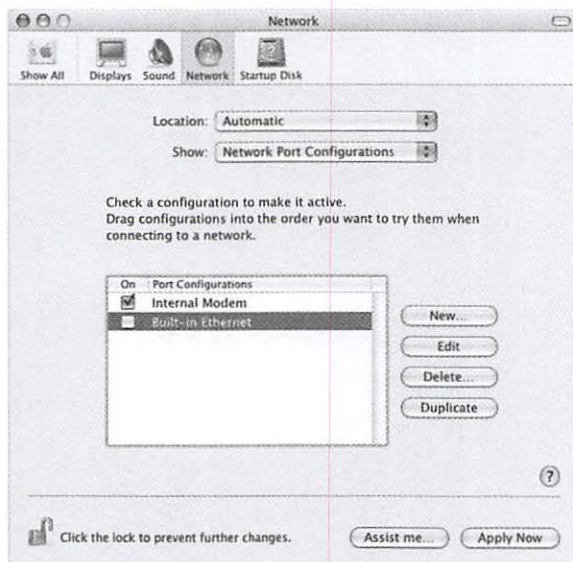 Network
Show All Displays Sound Network Startup Disk
Location: Automatic
Show: Network Port Configurations
Check a configuration to make it active.
Drag configurations into the order you want to try them when
connecting to a network.
On Port Configurations
Internal Modem
Built-in Ethernet
New...
Edit
Delete...
Duplicate
?
Click the lock to prevent further changes. Assist me... Apply Now